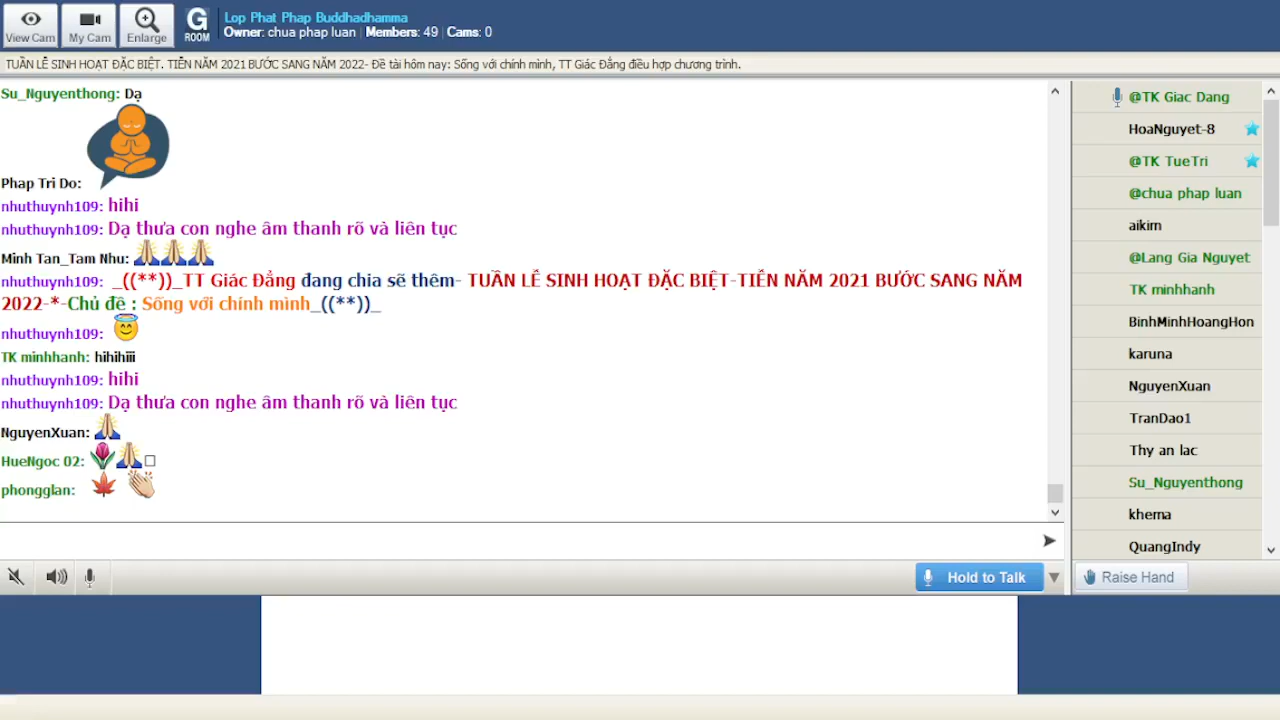 Lop Phat Phap Buddhadhamma
Owner: chua phap luan | Members: 49 | Cams: 0
View Cam
My Cam
Enlarge
G
ROOM
TUẦN LỄ SINH HOẠT ĐẶC BIỆT. TIỄN NĂM 2021 BƯỚC SANG NĂM 2022- Đề tài hôm nay: Sống với chính mình, TT Giác Đẳng điều hợp chương trình.
Su_Nguyenthong: Dạ
Phap Tri Do:
nhuthuynh109: hihi
nhuthuynh109: Dạ thưa con nghe âm thanh rõ và liên tục
Minh Tan_Tam Nhu:
nhuthuynh109: _((**))_TT Giác Đẳng đang chia sẽ thêm- TUẦN LỄ SINH HOẠT ĐẶC BIỆT-TIỄN NĂM 2021 BƯỚC SANG NĂM
2022-*-Chủ đề : Sống với chính mình_((**))_
nhuthuynh109:
TK minhhanh: hihihiiii
nhuthuynh109: hihi
nhuthuynh109: Dạ thưa con nghe âm thanh rõ và liên tục
NguyenXuan:
HueNgoc 02:
phongglan:
@TK Giac Dang
HoaNguyet-8
@TK TueTri
@chua phap luan
aikim
@Lang Gia Nguyet
TK minhhanh
BinhMinhHoangHon
karuna
NguyenXuan
TranDao1
Thy an lac
Su_Nguyenthong
khema
QuangIndy
Hold to Talk
Raise Hand